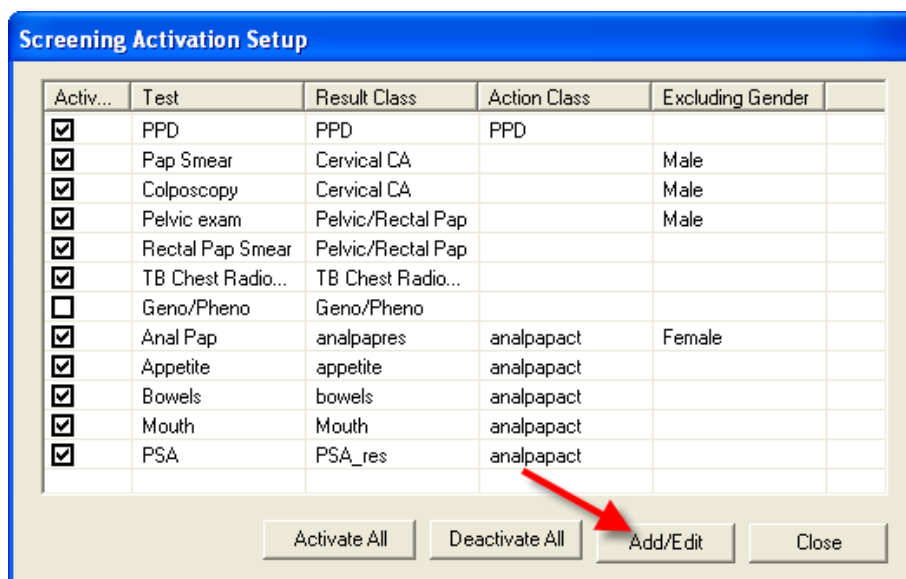 Screening Activation Setup
Activ... Test Result Class Action Class Excluding Gender
PPD PPD PPD
Pap Smear Cervical CA Male
Colposcopy Cervical CA Male
Pelvic exam Pelvic/Rectal Pap Male
Rectal Pap Smear Pelvic/Rectal Pap
TB Chest Radio... TB Chest Radio...
Geno/Pheno Geno/Pheno
Anal Pap analpapres analpapact Female
Appetite appetite analpapact
Bowels bowels analpapact
Mouth Mouth analpapact
PSA PSA_res analpapact
Activate All Deactivate All Add/Edit Close